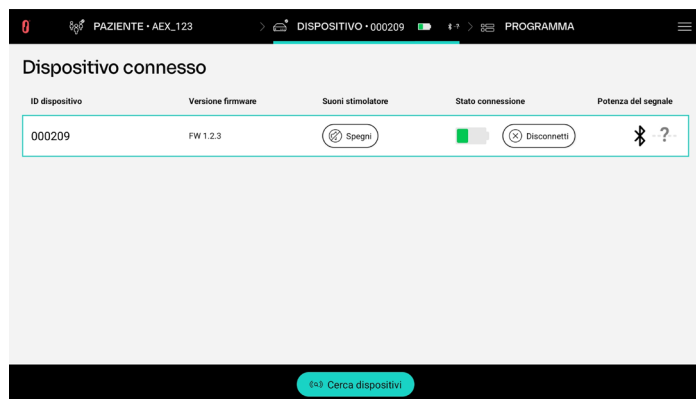 PAZIENTE • AEX_123 > DISPOSITIVO • 000209 -? > PROGRAMMA
Dispositivo connesso
ID dispositivo Versione firmware Suoni stimolatore Stato connessione Potenza del segnale
000209 FW 1.2.3 Spegni Disconnetti --?--
Cerca dispositivi